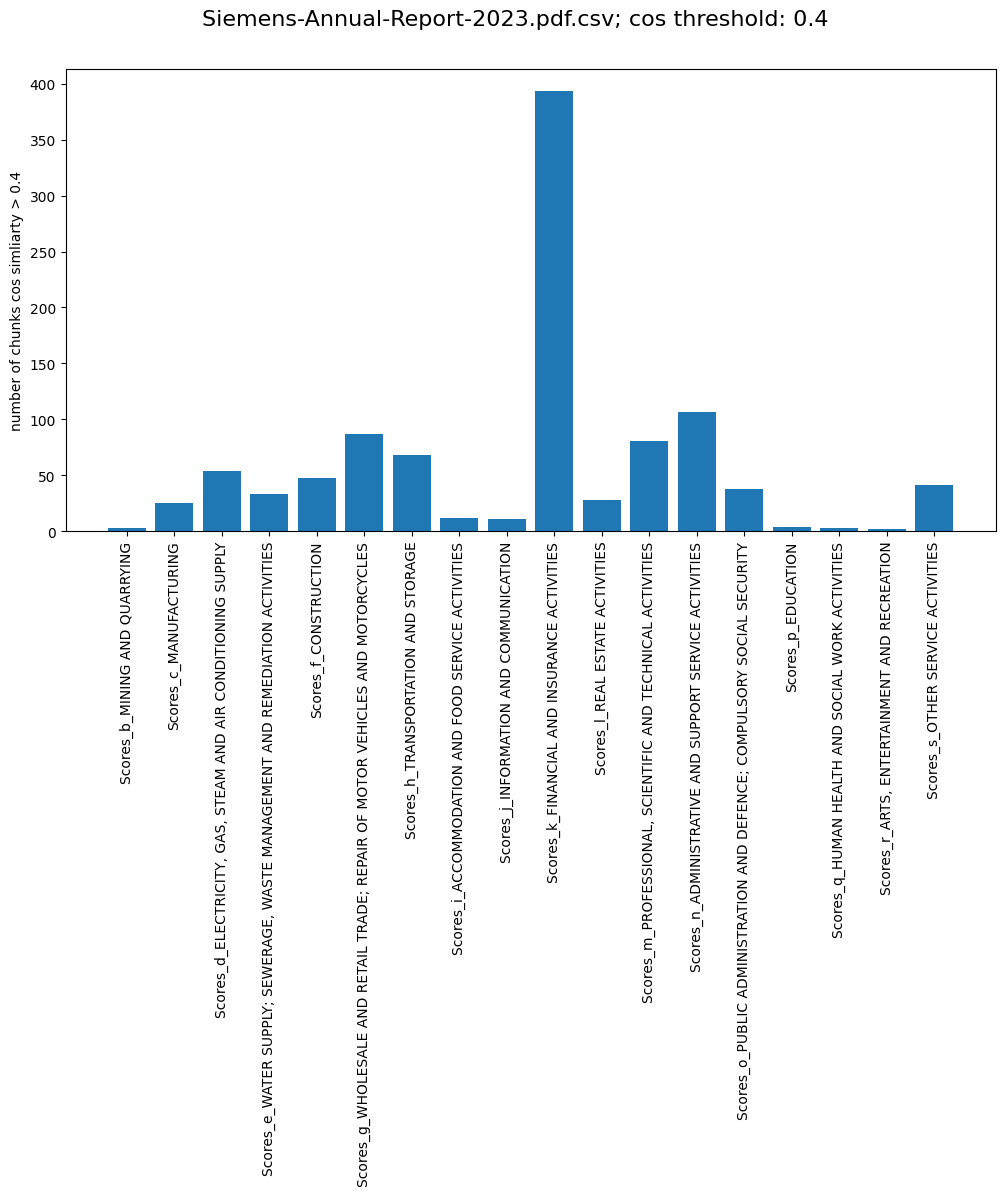 Siemens-Annual-Report-2023.pdf.csv; cos threshold: 0.4
number of chunks cos simliarty > 0.4
400
350
300
250
200
150
100
50
0
Scores_b_MINING AND QUARRYING
Scores_c_MANUFACTURING
Scores_d_ELECTRICITY, GAS, STEAM AND AIR CONDITIONING SUPPLY
Scores_e_WATER SUPPLY; SEWERAGE, WASTE MANAGEMENT AND REMEDIATION ACTIVITIES
Scores_f_CONSTRUCTION
Scores_g_WHOLESALE AND RETAIL TRADE; REPAIR OF MOTOR VEHICLES AND MOTORCYCLES
Scores_h_TRANSPORTATION AND STORAGE
Scores_i_ACCOMMODATION AND FOOD SERVICE ACTIVITIES
Scores_j_INFORMATION AND COMMUNICATION
Scores_k_FINANCIAL AND INSURANCE ACTIVITIES
Scores_l_REAL ESTATE ACTIVITIES
Scores_m_PROFESSIONAL, SCIENTIFIC AND TECHNICAL ACTIVITIES
Scores_n_ADMINISTRATIVE AND SUPPORT SERVICE ACTIVITIES
Scores_o_PUBLIC ADMINISTRATION AND DEFENCE; COMPULSORY SOCIAL SECURITY
Scores_p_EDUCATION
Scores_q_HUMAN HEALTH AND SOCIAL WORK ACTIVITIES
Scores_r_ARTS, ENTERTAINMENT AND RECREATION
Scores_s_OTHER SERVICE ACTIVITIES